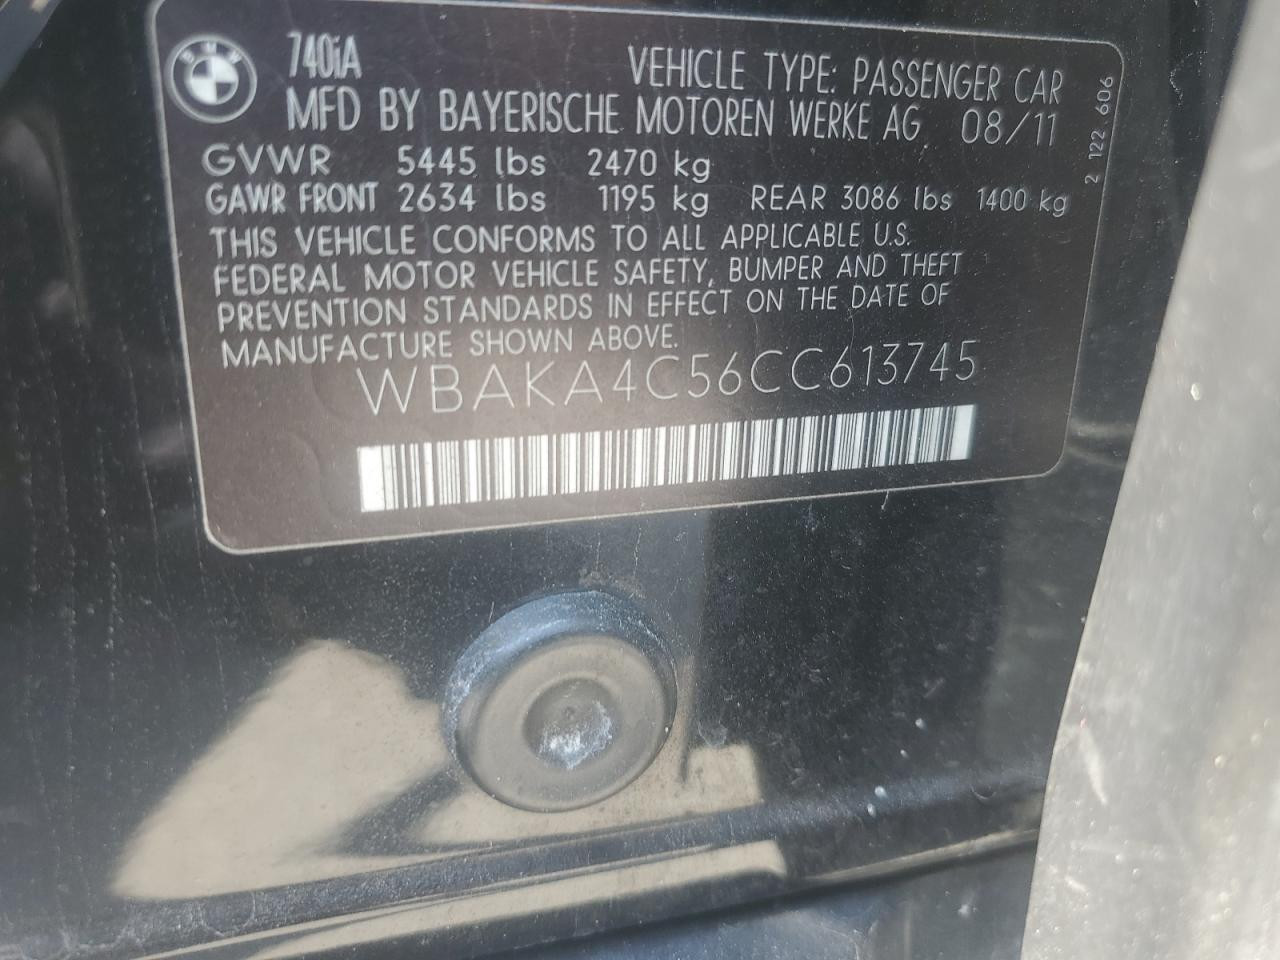 BMW
740iA VEHICLE TYPE: PASSENGER CAR
MFD BY BAYERISCHE MOTOREN WERKE AG 08/11
GVWR 5445 lbs 2470 kg
GAWR FRONT 2634 lbs 1195 kg REAR 3086 lbs 1400 kg
THIS VEHICLE CONFORMS TO ALL APPLICABLE U.S.
FEDERAL MOTOR VEHICLE SAFETY, BUMPER AND THEFT
PREVENTION STANDARDS IN EFFECT ON THE DATE OF
MANUFACTURE SHOWN ABOVE.
WBAKA4C56CC613745
2 122 606